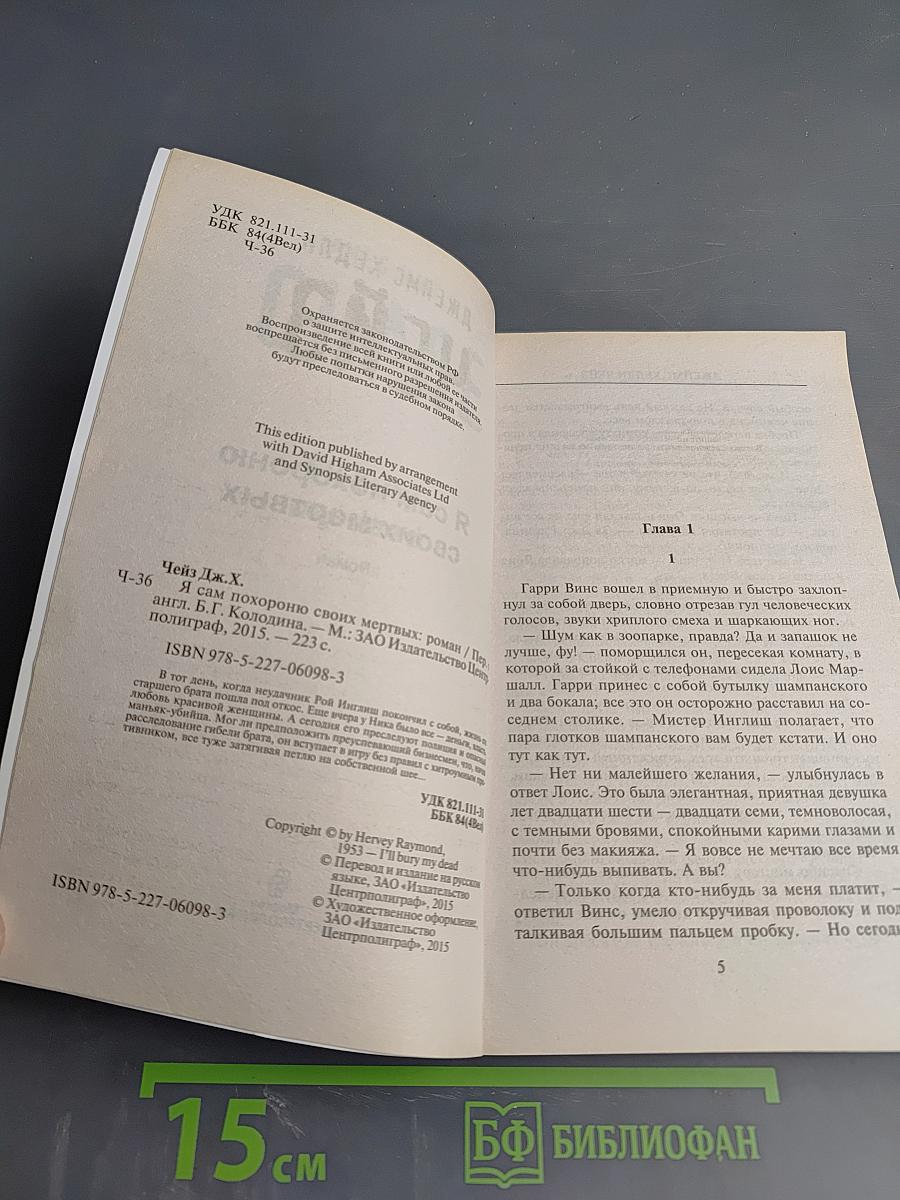 УДК 821.111-31
ББК 84(4Вел)
Ч-36
Охраняется законодательством РФ
о защите интеллектуальных прав.
Воспроизведение всей книги или любой ее части
воспрещается без письменного разрешения издателя.
Любые попытки нарушения закона
будут преследоваться в судебном порядке.
This edition published by arrangement
with David Higham Associates Ltd
and Synopsis Literary Agency
Чейз Дж.Х.
Ч-36 Я сам похороню своих мертвых: роман / Пер.
англ. Б.Г. Колодина. — М.: ЗАО Издательство Центр
полиграф, 2015. — 223 с.
ISBN 978-5-227-06098-3
В тот день, когда неудачник Рой Инглиш покончил с собой, жизнь
старшего брата пошла под откос. Еще вчера у Ника было все — деньги,
любовь красивой женщины. А сегодня его преследуют полиция и
маньяк-убийца. Мог ли предположить преуспевающий бизнесмен, что,
расследование гибели брата, он вступает в игру без правил с хитроумным
тивником, все туже затягивая петлю на собственной шее...
УДК 821.111-31
ББК 84(4Вел)
Copyright © by Hervey Raymond,
1953 — I'll bury my dead
© Перевод и издание на русском
языке, ЗАО «Издательство
Центрполиграф», 2015
© Художественное оформление,
ЗАО «Издательство
Центрполиграф», 2015
ISBN 978-5-227-06098-3
Глава 1
1
Гарри Винс вошел в приемную и быстро захлоп-
нул за собой дверь, словно отрезав гул человеческих
голосов, звуки хриплого смеха и шаркающих ног.
— Шум как в зоопарке, правда? Да и запашок не
лучше, фу! — поморщился он, пересекая комнату, в
которой за стойкой с телефонами сидела Лоис Мар-
шалл. Гарри принес с собой бутылку шампанского
и два бокала; все это он осторожно расставил на со-
седнем столике. — Мистер Инглиш полагает, что
пара глотков шампанского вам будет кстати. И оно
тут как тут.
— Нет ни малейшего желания, — улыбнулась в
ответ Лоис. Это была элегантная, приятная девушка
лет двадцати шести — двадцати семи, темноволосая,
с темными бровями, спокойными карими глазами и
почти без макияжа. — Я вовсе не мечтаю все время
что-нибудь выпивать. А вы?
— Только когда кто-нибудь за меня платит, —
ответил Винс, умело откручивая проволоку и под
талкивая большим пальцем пробку. — Но сегодн
5
15 см
БФ БИБЛИОФАН